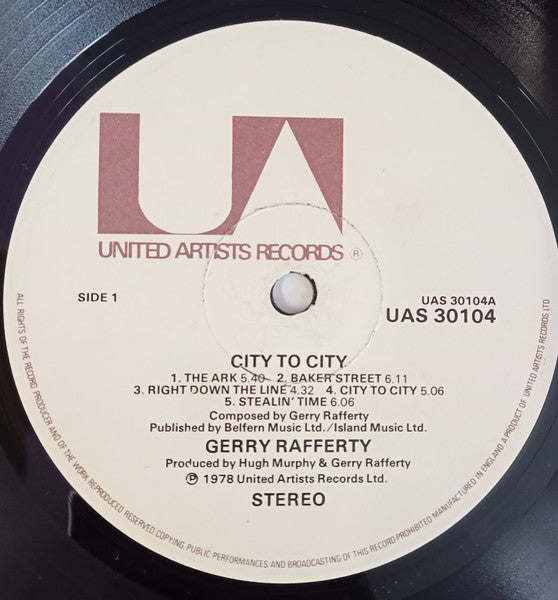 UA
UNITED ARTISTS RECORDS ®
SIDE 1
UAS 30104A
UAS 30104
CITY TO CITY
1. THE ARK 5.40 2. BAKER STREET 6.11
3. RIGHT DOWN THE LINE 4.32 4. CITY TO CITY 5.06
5. STEALIN' TIME 6.06
Composed by Gerry Rafferty
Published by Belfern Music Ltd./Island Music Ltd.
GERRY RAFFERTY
Produced by Hugh Murphy & Gerry Rafferty
℗ 1978 United Artists Records Ltd.
STEREO
ALL RIGHTS OF THE RECORD PRODUCER AND OF THE WORK REPRODUCED RESERVED COPYING, PUBLIC PERFORMANCES AND BROADCASTING OF THIS RECORD PROHIBITED MANUFACTURED IN ENGLAND A PRODUCT OF UNITED ARTISTS RECORDS LTD